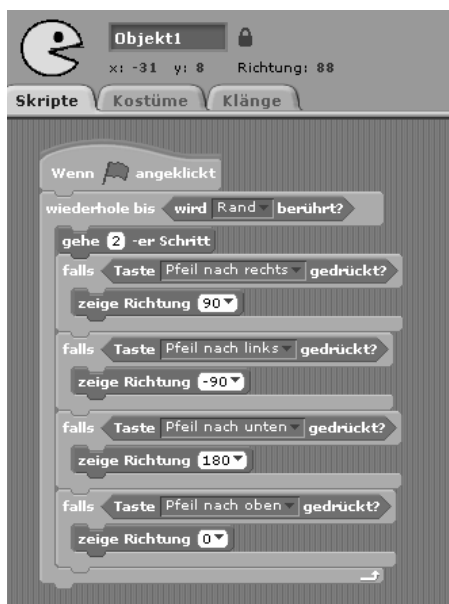 Objekt1
x: -31 y: 8 Richtung: 88
Skripte Kostüme Klänge
Wenn angeklickt
wiederhole bis wird Rand berührt?
gehe 2 -er Schritt
falls Taste Pfeil nach rechts gedrückt?
zeige Richtung 90
falls Taste Pfeil nach links gedrückt?
zeige Richtung -90
falls Taste Pfeil nach unten gedrückt?
zeige Richtung 180
falls Taste Pfeil nach oben gedrückt?
zeige Richtung 0